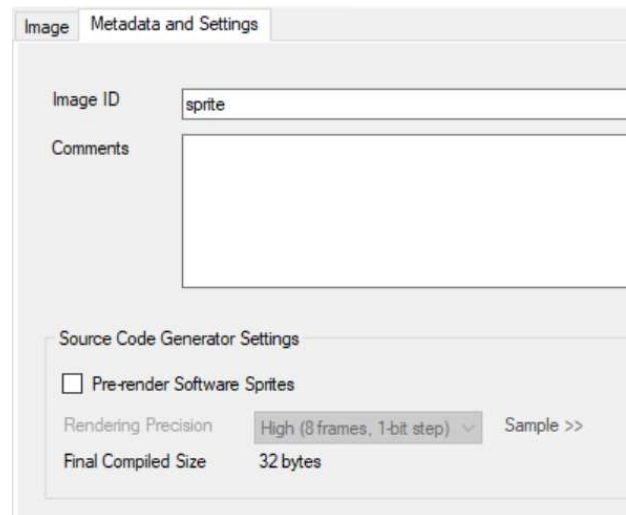 Image Metadata and Settings
Image ID sprite
Comments
Source Code Generator Settings
Pre-render Software Sprites
Rendering Precision High (8 frames, 1-bit step) Sample >>
Final Compiled Size 32 bytes